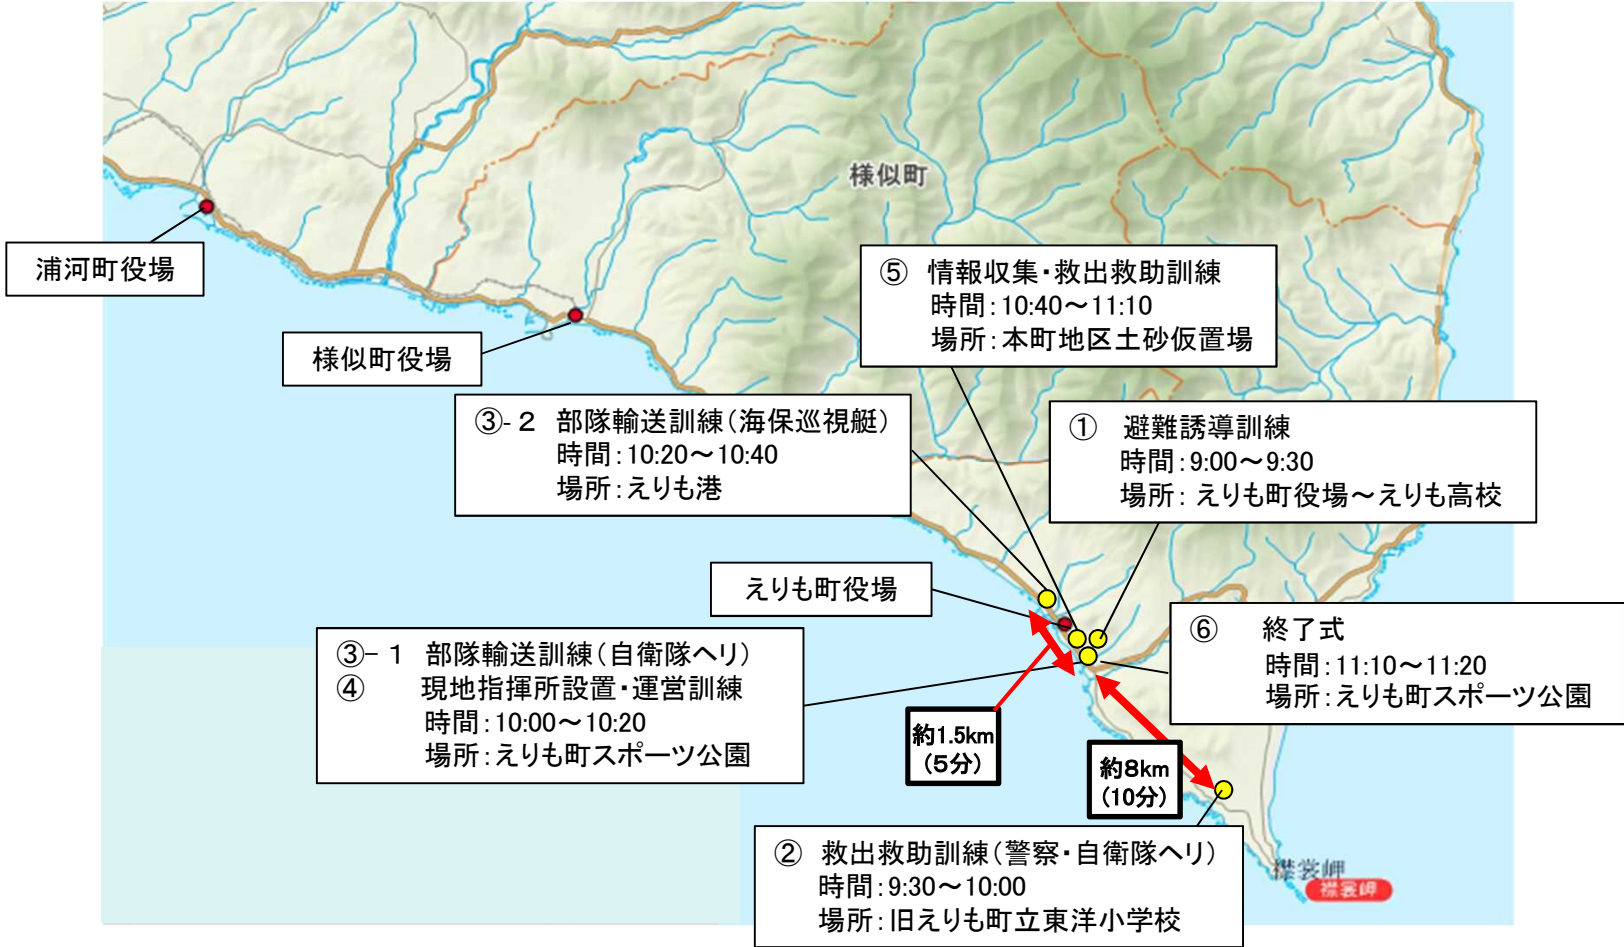 様似町
浦河町役場
様似町役場
⑤ 情報収集・救出救助訓練
時間:10:40~11:10
場所:本町地区土砂仮置場
③-2 部隊輸送訓練(海保巡視艇)
時間:10:20~10:40
場所:えりも港
① 避難誘導訓練
時間:9:00~9:30
場所: えりも町役場~えりも高校
えりも町役場
③-1 部隊輸送訓練(自衛隊ヘリ)
④ 現地指揮所設置・運営訓練
時間:10:00~10:20
場所:えりも町スポーツ公園
⑥ 終了式
時間:11:10~11:20
場所:えりも町スポーツ公園
約1.5km
(5分)
約8km
(10分)
② 救出救助訓練(警察・自衛隊ヘリ)
時間:9:30~10:00
場所:旧えりも町立東洋小学校
襟裳岬
襟裳岬